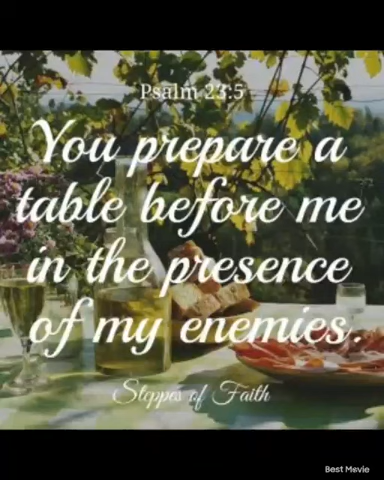 Psalm 23:5
You prepare a
table before me
in the presence
of my enemies.
Steppes of Faith
Best Movie